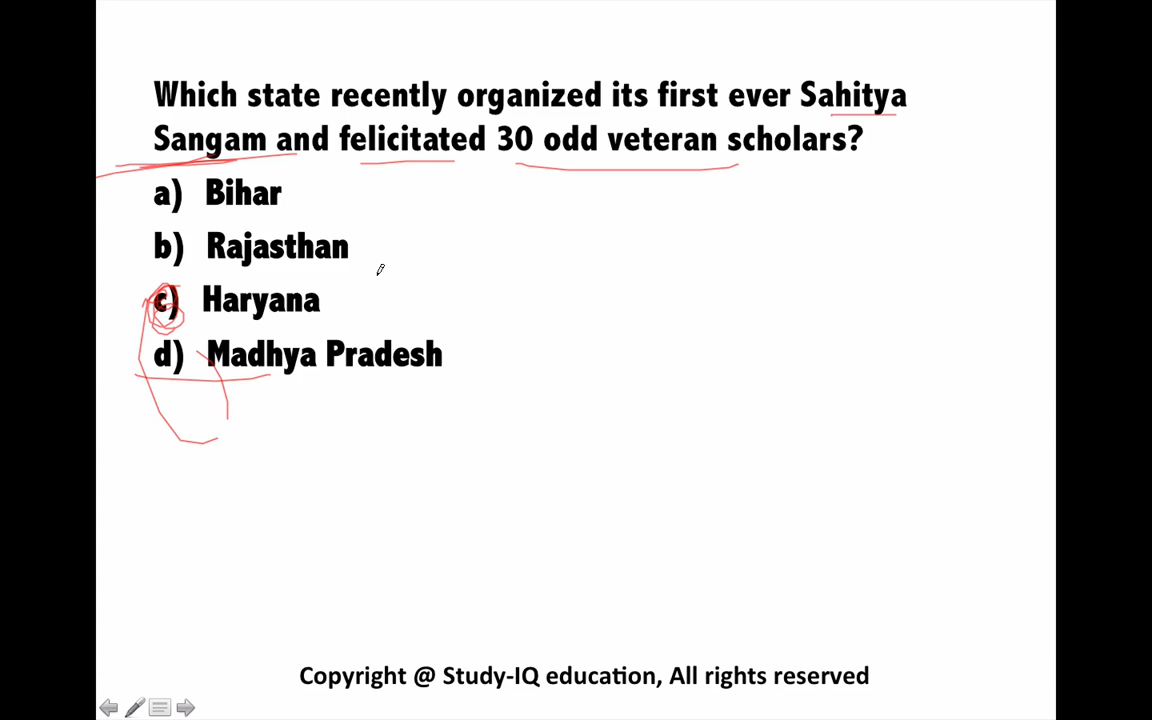 Which state recently organized its first ever Sahitya
Sangam and felicitated 30 odd veteran scholars?
a) Bihar
b) Rajasthan
c) Haryana
d) Madhya Pradesh
Copyright @ Study-IQ education, All rights reserved